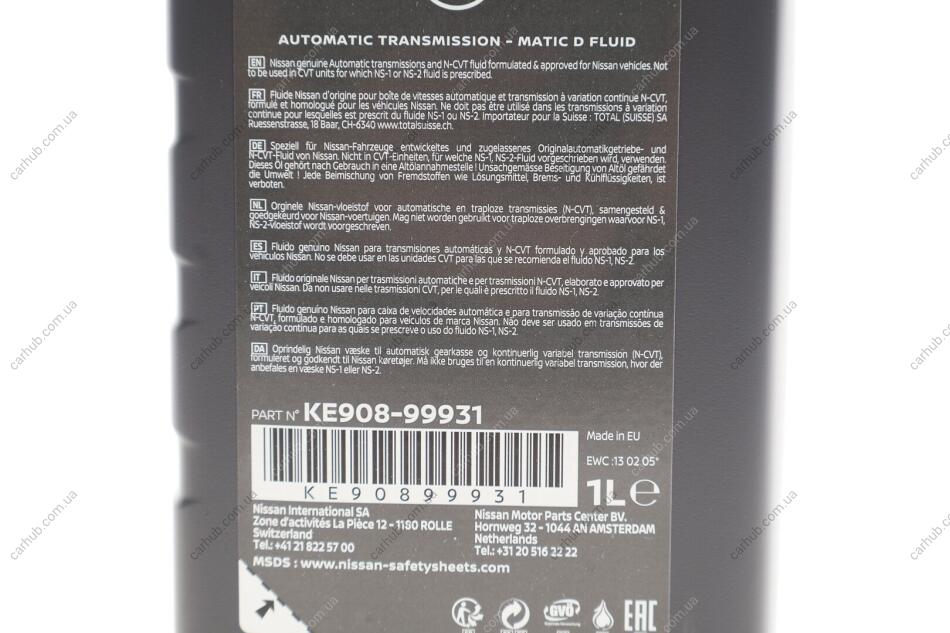 AUTOMATIC TRANSMISSION - MATIC D FLUID
EN Nissan genuine Automatic transmissions and N-CVT fluid formulated & approved for Nissan vehicles. Not
to be used in CVT units for which NS-1 or NS-2 fluid is prescribed.
FR Fluide Nissan d'origine pour boîte de vitesses automatique et transmission à variation continue N-CVT,
formulé et homologué pour les véhicules Nissan. Ne doit pas être utilisé dans les transmissions à variation
continue pour lesquelles est prescrit du fluide NS-1 ou NS-2. Importateur pour la Suisse : TOTAL (SUISSE) SA
Ruessenstrasse, 18 Baar, CH-6340 www.totalsuisse.ch.
DE Speziell für Nissan-Fahrzeuge entwickeltes und zugelassenes Originalautomatikgetriebe- und
N-CVT-Fluid von Nissan. Nicht in CVT-Einheiten, für welche NS-1, NS-2-Fluid vorgeschrieben wird, verwenden.
Dieses Öl gehört nach Gebrauch in eine Altölannahmestelle ! Unsachgemässe Beseitigung von Altöl gefährdet
die Umwelt ! Jede Beimischung von Fremdstoffen wie Lösungsmittel, Brems- und Kühlflüssigkeiten, ist
verboten.
NL Orginele Nissan-vloeistof voor automatische en traploze transmissies (N-CVT), samengesteld &
goedgekeurd voor Nissan-voertuigen. Mag niet worden gebruikt voor traploze overbrengingen waarvoor NS-1,
NS-2-vloeistof wordt voorgeschreven.
ES Fluido genuino Nissan para transmisiones automáticas y N-CVT formulado y aprobado para los
vehículos Nissan. No se debe usar en las unidades CVT para las que se recomienda el fluido NS-1, NS-2.
IT Fluido originale Nissan per trasmissioni automatiche e per trasmissioni N-CVT, elaborato e approvato per
veicoli Nissan. Da non usare nelle trasmissioni CVT, per le quali è prescritto il fluido NS-1, NS-2.
PT Fluido genuíno Nissan para caixa de velocidades automática e para transmissão de variação contínua
N-CVT, formulado e homologado para veículos de marca Nissan. Não deve ser usado em transmissões de
variação contínua para as quais se prescreve o uso do fluido NS-1, NS-2.
DA Oprindelig Nissan væske til automatisk gearkasse og kontinuerlig variabel transmission (N-CVT),
formuleret og godkendt til Nissan køretøjer. Må ikke bruges til en kontinuerlig variabel transmission, hvor der
anbefales en væske NS-1 eller NS-2.
PART N° KE908-99931
Made in EU
EWC :13 02 05*
KE90899931
1L ℮
Nissan International SA
Zone d'activités La Pièce 12 - 1180 ROLLE
Switzerland
Tel.: +41 21 822 57 00
Nissan Motor Parts Center BV.
Hornweg 32 - 1044 AN AMSTERDAM
Netherlands
Tel.: +31 20 516 22 22
MSDS : www.nissan-safetysheets.com
GVÖ
EAC
carhub.com.ua